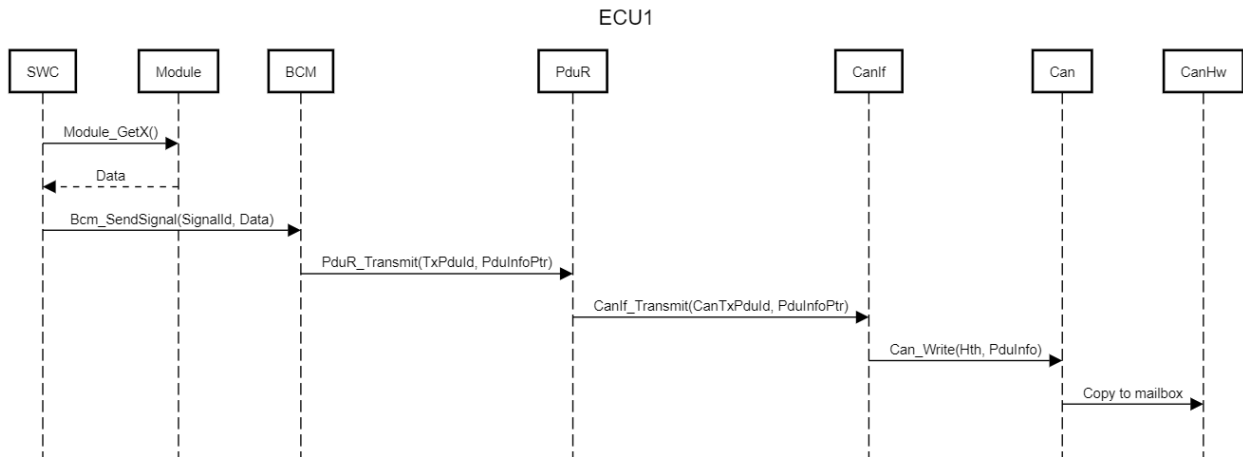 ECU1
SWC
Module
BCM
PduR
CanIf
Can
CanHw
Module_GetX()
Data
Bcm_SendSignal(SignalId, Data)
PduR_Transmit(TxPduId, PduInfoPtr)
CanIf_Transmit(CanTxPduId, PduInfoPtr)
Can_Write(Hth, PduInfo)
Copy to mailbox